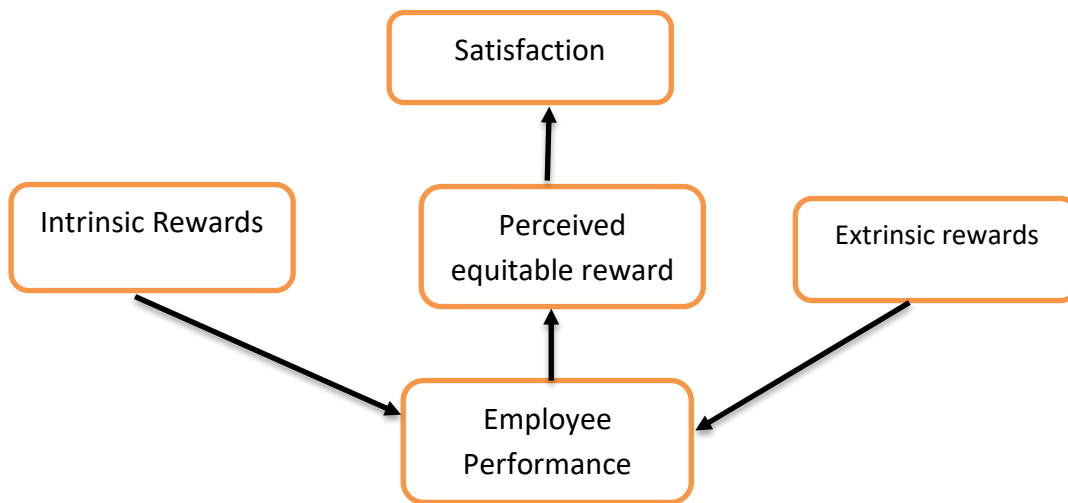 Satisfaction
Intrinsic Rewards
Perceived
equitable reward
Extrinsic rewards
Employee
Performance